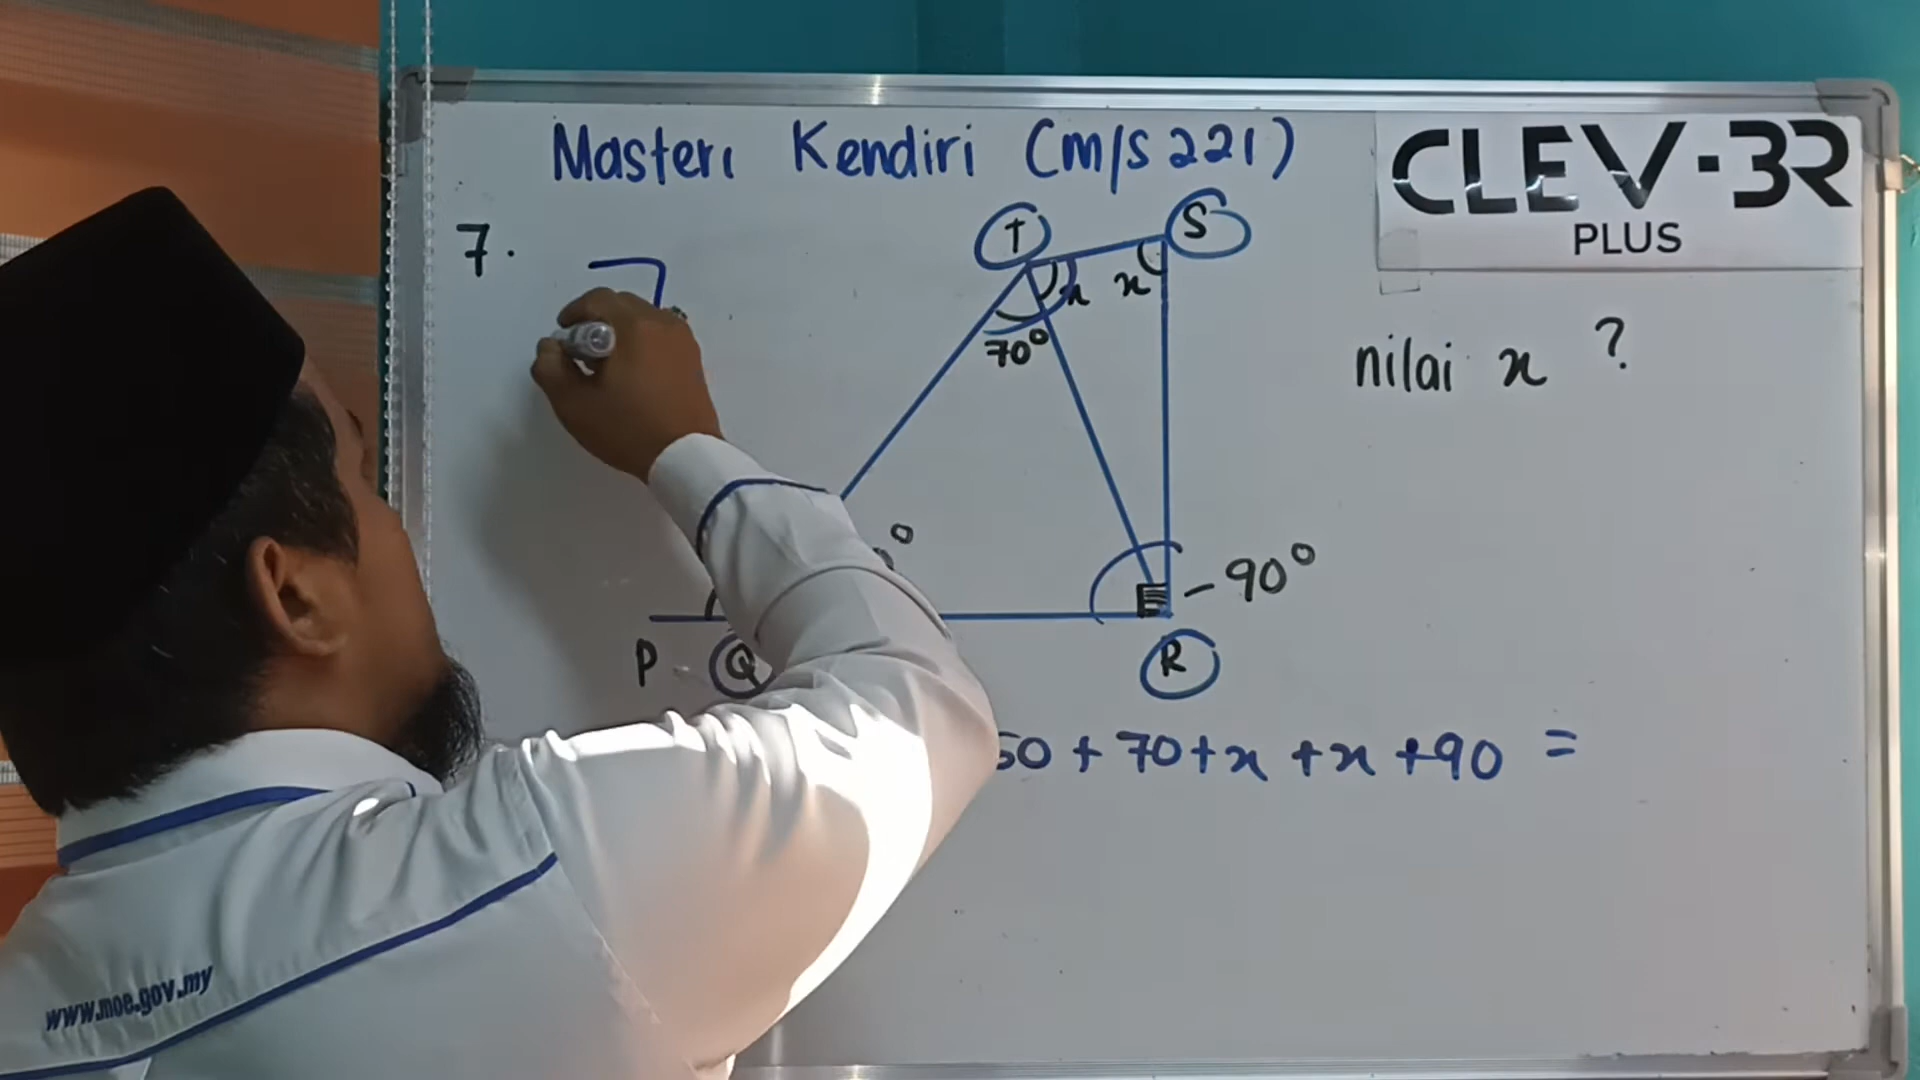 Masteri Kendiri (m/s 221)
CLEV-3R
PLUS
7.
T
S
x
x
70°
nilai x ?
90°
P
Q
R
50 + 70 + x + x + 90 =
www.moe.gov.my